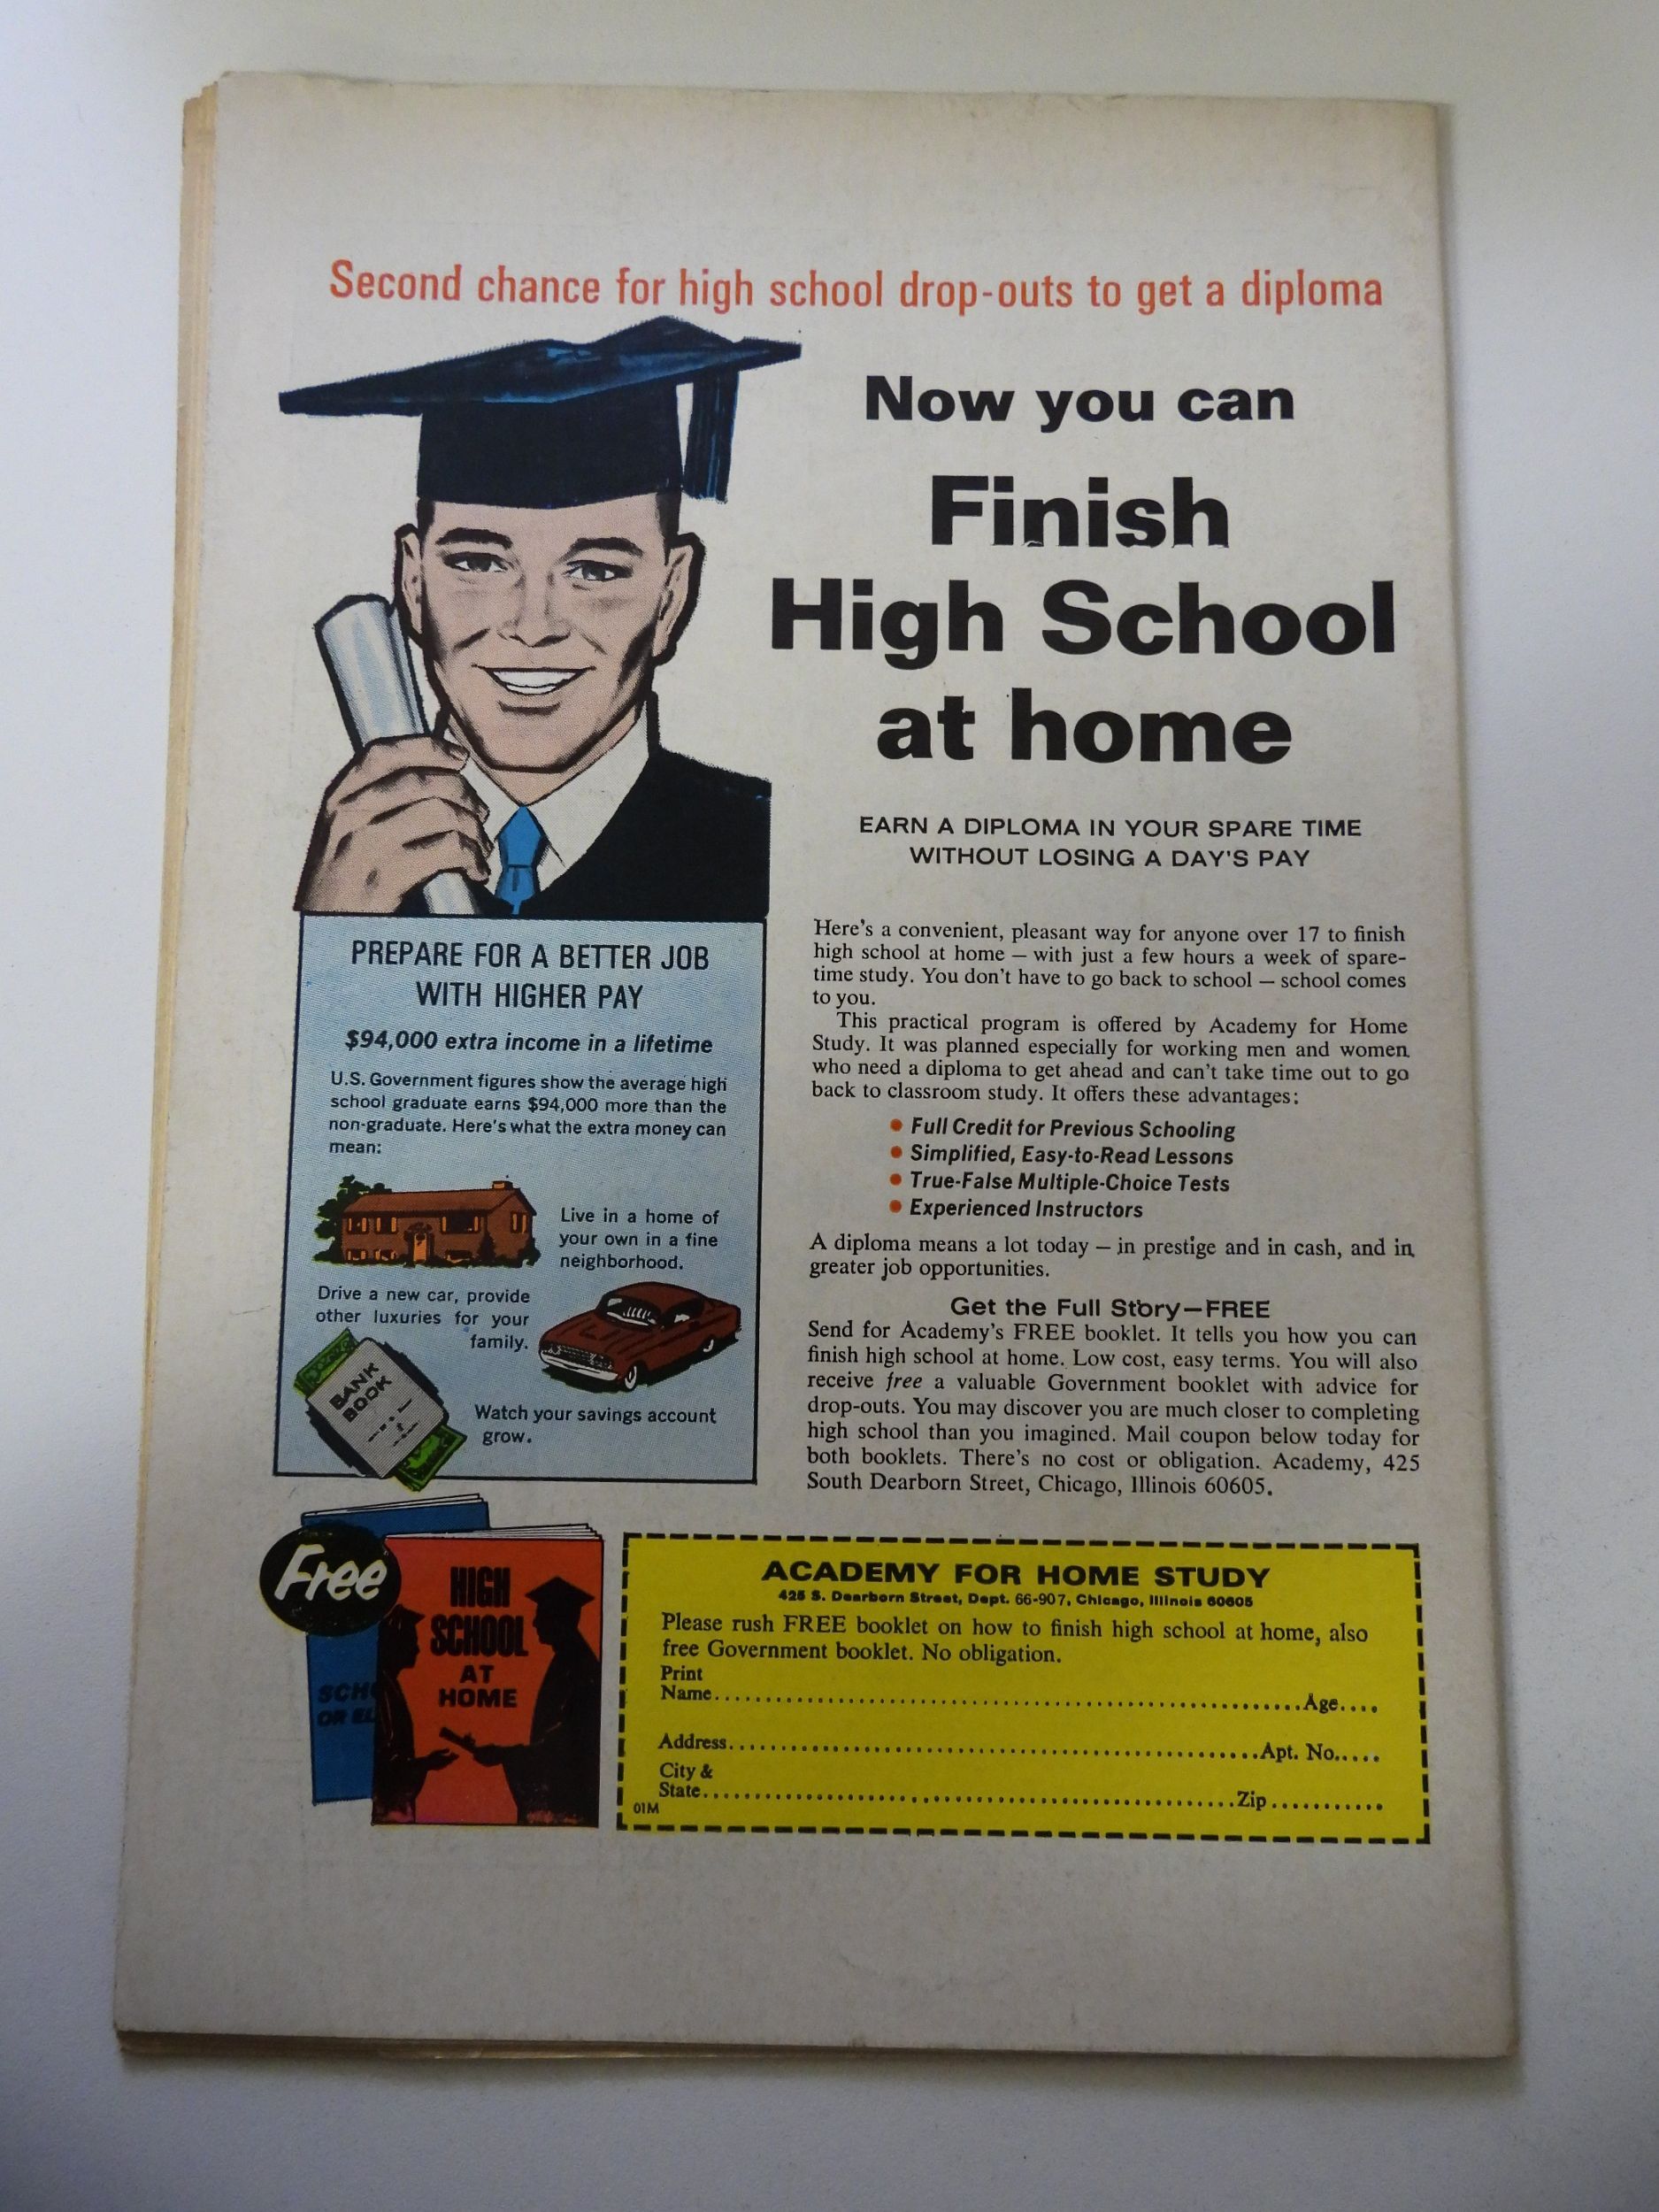 Second chance for high school drop-outs to get a diploma
Now you can
Finish
High School
at home
EARN A DIPLOMA IN YOUR SPARE TIME
WITHOUT LOSING A DAY'S PAY
PREPARE FOR A BETTER JOB
WITH HIGHER PAY
$94,000 extra income in a lifetime
U.S. Government figures show the average high
school graduate earns $94,000 more than the
non-graduate. Here's what the extra money can
mean:
Live in a home of
your own in a fine
neighborhood.
Drive a new car, provide
other luxuries for your
family.
BANK
BOOK
Watch your savings account
grow.
Here's a convenient, pleasant way for anyone over 17 to finish
high school at home — with just a few hours a week of spare-
time study. You don't have to go back to school — school comes
to you.
This practical program is offered by Academy for Home
Study. It was planned especially for working men and women
who need a diploma to get ahead and can't take time out to go
back to classroom study. It offers these advantages:
• Full Credit for Previous Schooling
• Simplified, Easy-to-Read Lessons
• True-False Multiple-Choice Tests
• Experienced Instructors
A diploma means a lot today — in prestige and in cash, and in
greater job opportunities.
Get the Full Story—FREE
Send for Academy's FREE booklet. It tells you how you can
finish high school at home. Low cost, easy terms. You will also
receive free a valuable Government booklet with advice for
drop-outs. You may discover you are much closer to completing
high school than you imagined. Mail coupon below today for
both booklets. There's no cost or obligation. Academy, 425
South Dearborn Street, Chicago, Illinois 60605.
Free
SCH
OR EL
HIGH
SCHOOL
AT
HOME
ACADEMY FOR HOME STUDY
425 S. Dearborn Street, Dept. 66-907, Chicago, Illinois 60605
Please rush FREE booklet on how to finish high school at home, also
free Government booklet. No obligation.
Print
Name..........Age....
Address..........Apt. No.....
City &
State..........Zip...........
01M